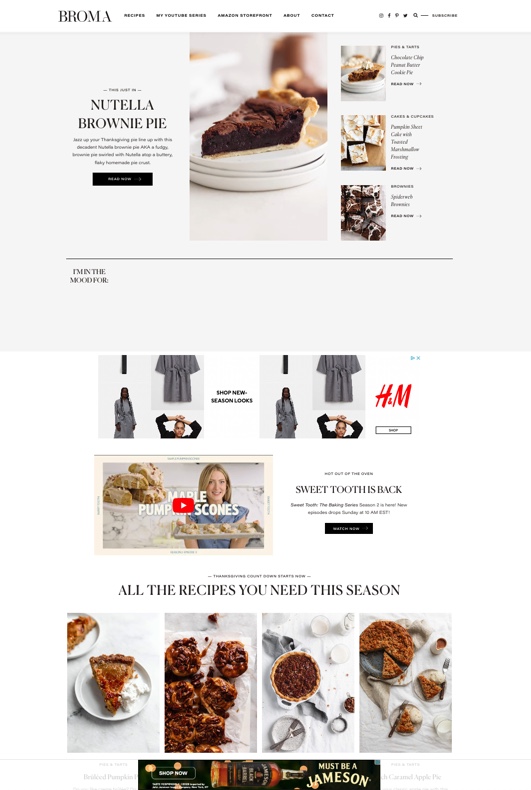 BROMA
RECIPES
MY YOUTUBE SERIES
AMAZON STOREFRONT
ABOUT
CONTACT
SUBSCRIBE
— THIS JUST IN —
NUTELLA
BROWNIE PIE
Jazz up your Thanksgiving pie line up with this
decadent Nutella brownie pie AKA a fudgy,
brownie pie swirled with Nutella atop a buttery,
flaky homemade pie crust.
READ NOW
PIES & TARTS
Chocolate Chip
Peanut Butter
Cookie Pie
READ NOW
CAKES & CUPCAKES
Pumpkin Sheet
Cake with
Toasted
Marshmallow
Frosting
READ NOW
BROWNIES
Spiderweb
Brownies
READ NOW
I'M IN THE
MOOD FOR:
SHOP NEW-
SEASON LOOKS
H&M
SHOP
MAPLE
PUMPKIN SCONES
HOT OUT OF THE OVEN
SWEET TOOTH IS BACK
Sweet Tooth: The Baking Series Season 2 is here! New
episodes drop Sunday at 10 AM EST!
WATCH NOW
— THANKSGIVING COUNT DOWN STARTS NOW —
ALL THE RECIPES YOU NEED THIS SEASON
PIES & TARTS
PIES & TARTS
Caramel Apple Pie
SHOP NOW
JAMESON
MUST BE A
JAMESON